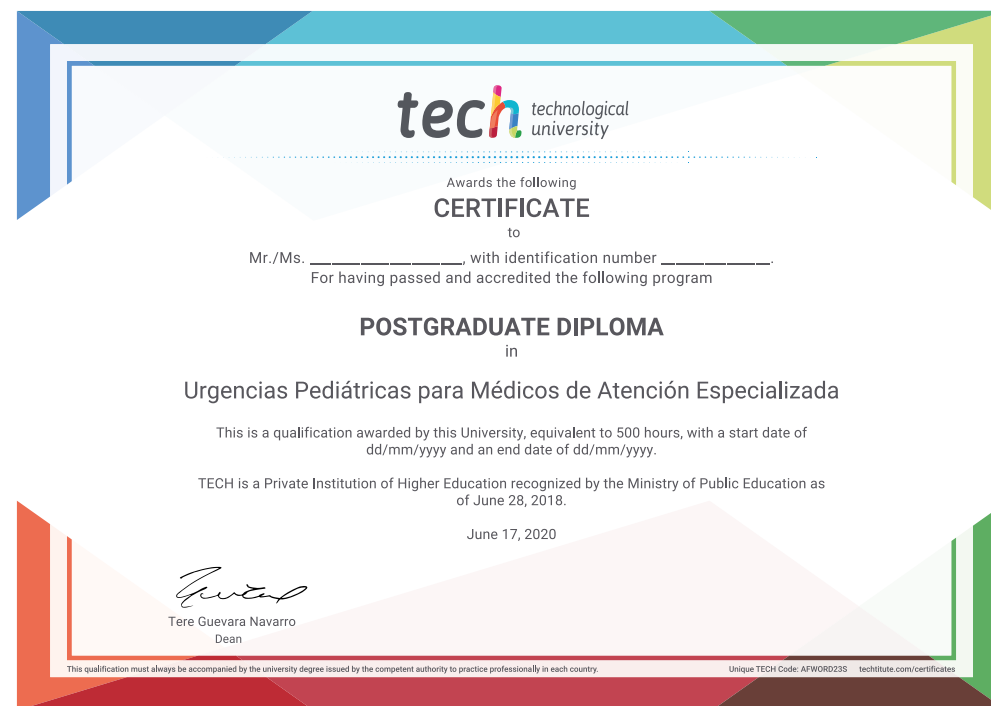 tech technological
university
Awards the following
CERTIFICATE
to
Mr./Ms. ____________________, with identification number ______________.
For having passed and accredited the following program
POSTGRADUATE DIPLOMA
in
Urgencias Pediátricas para Médicos de Atención Especializada
This is a qualification awarded by this University, equivalent to 500 hours, with a start date of
dd/mm/yyyy and an end date of dd/mm/yyyy.
TECH is a Private Institution of Higher Education recognized by the Ministry of Public Education as
of June 28, 2018.
June 17, 2020
Tere Guevara Navarro
Dean
This qualification must always be accompanied by the university degree issued by the competent authority to practice professionally in each country.
Unique TECH Code: AFWORD23S techtitute.com/certificates